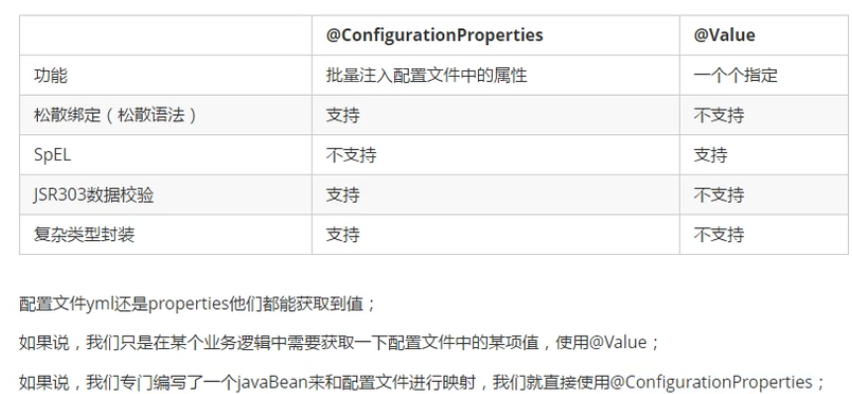 @ConfigurationProperties @Value
功能 批量注入配置文件中的属性 一个个指定
松散绑定（松散语法） 支持 不支持
SpEL 不支持 支持
JSR303数据校验 支持 不支持
复杂类型封装 支持 不支持
配置文件yml还是properties他们都能获取到值；
如果说，我们只是在某个业务逻辑中需要获取一下配置文件中的某项值，使用@Value；
如果说，我们专门编写了一个javaBean来和配置文件进行映射，我们就直接使用@ConfigurationProperties；